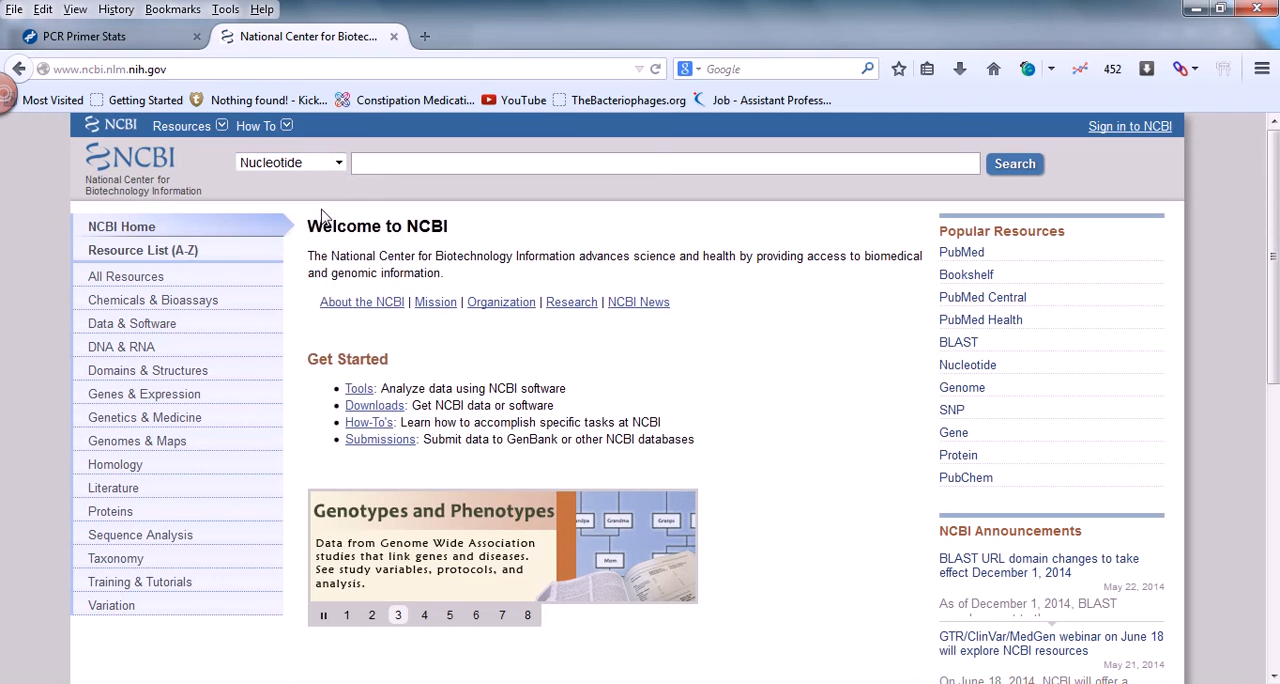 File Edit View History Bookmarks Tools Help
PCR Primer Stats × National Center for Biotec... × +
www.ncbi.nlm.nih.gov Google 452
Most Visited Getting Started Nothing found! - Kick... Constipation Medicati... YouTube TheBacteriophages.org Job - Assistant Profess...
NCBI Resources How To Sign in to NCBI
NCBI
National Center for
Biotechnology Information
Nucleotide Search
NCBI Home
Resource List (A-Z)
All Resources
Chemicals & Bioassays
Data & Software
DNA & RNA
Domains & Structures
Genes & Expression
Genetics & Medicine
Genomes & Maps
Homology
Literature
Proteins
Sequence Analysis
Taxonomy
Training & Tutorials
Variation
Welcome to NCBI
The National Center for Biotechnology Information advances science and health by providing access to biomedical
and genomic information.
About the NCBI | Mission | Organization | Research | NCBI News
Get Started
• Tools: Analyze data using NCBI software
• Downloads: Get NCBI data or software
• How-To's: Learn how to accomplish specific tasks at NCBI
• Submissions: Submit data to GenBank or other NCBI databases
Genotypes and Phenotypes
Data from Genome Wide Association
studies that link genes and diseases.
See study variables, protocols, and
analysis.
Grandma
Mom
1 2 3 4 5 6 7 8
Popular Resources
PubMed
Bookshelf
PubMed Central
PubMed Health
BLAST
Nucleotide
Genome
SNP
Gene
Protein
PubChem
NCBI Announcements
BLAST URL domain changes to take
effect December 1, 2014
May 22, 2014
As of December 1, 2014, BLAST
GTR/ClinVar/MedGen webinar on June 18
will explore NCBI resources
May 21, 2014
On June 18, 2014, NCBI will offer a